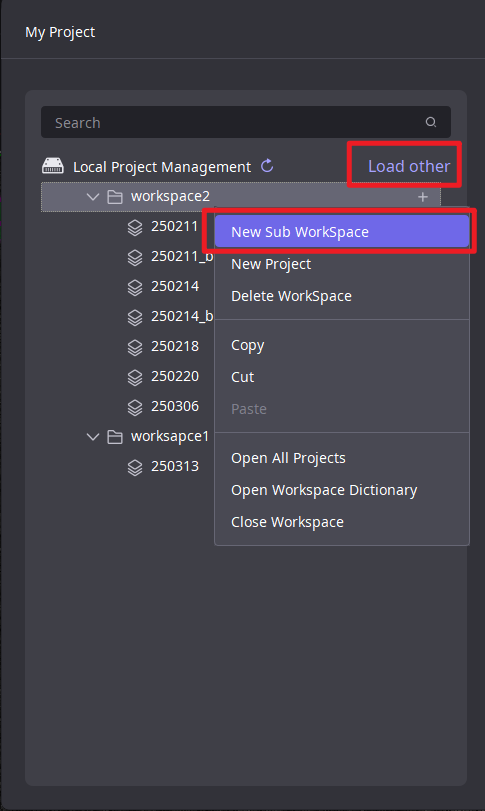 My Project
Search
Local Project Management
Load other
workspace2
250211
250211_b
250214
250214_b
250218
250220
250306
worksapce1
250313
New Sub WorkSpace
New Project
Delete WorkSpace
Copy
Cut
Paste
Open All Projects
Open Workspace Dictionary
Close Workspace